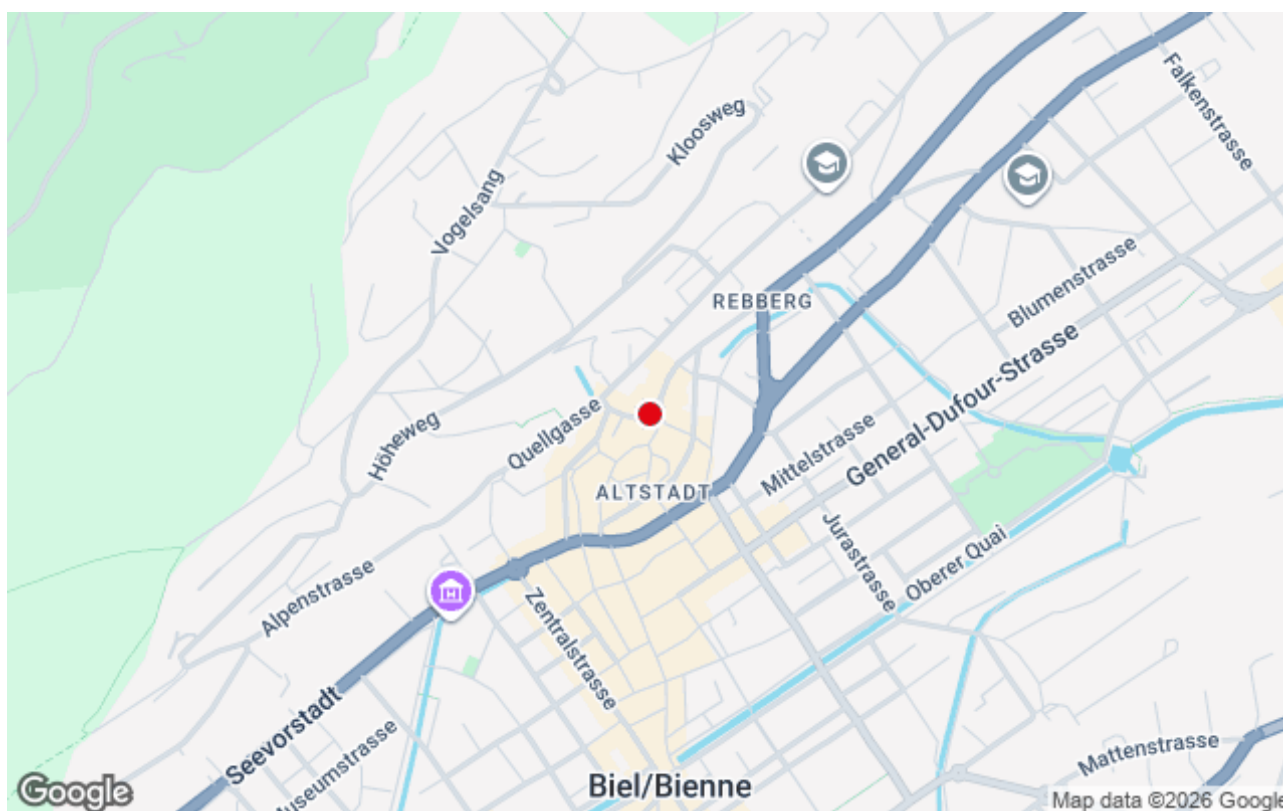 Falkenstrasse
Kloosweg
Vogelsang
REBBERG
Blumenstrasse
General-Dufour-Strasse
Höheweg
Quellgasse
Mittelstrasse
ALTSTADT
Jurastrasse
Oberer Quai
Alpenstrasse
Zentralstrasse
Seevorstadt
Mattenstrasse
Biel/Bienne
Google
Map data ©2026 Google